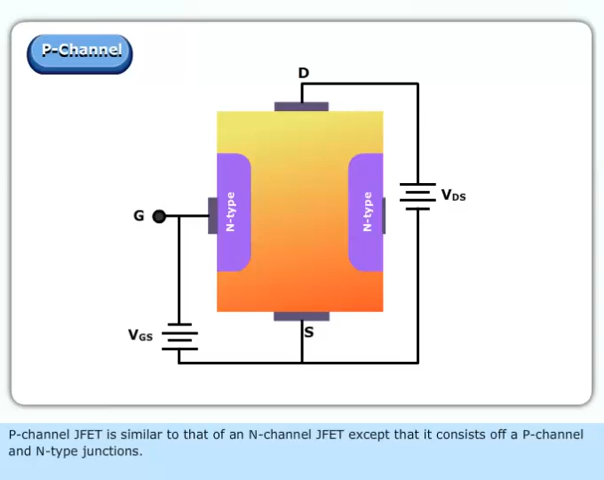 P-Channel
D
N-type
N-type
G
VDS
VGS
S
P-channel JFET is similar to that of an N-channel JFET except that it consists off a P-channel
and N-type junctions.